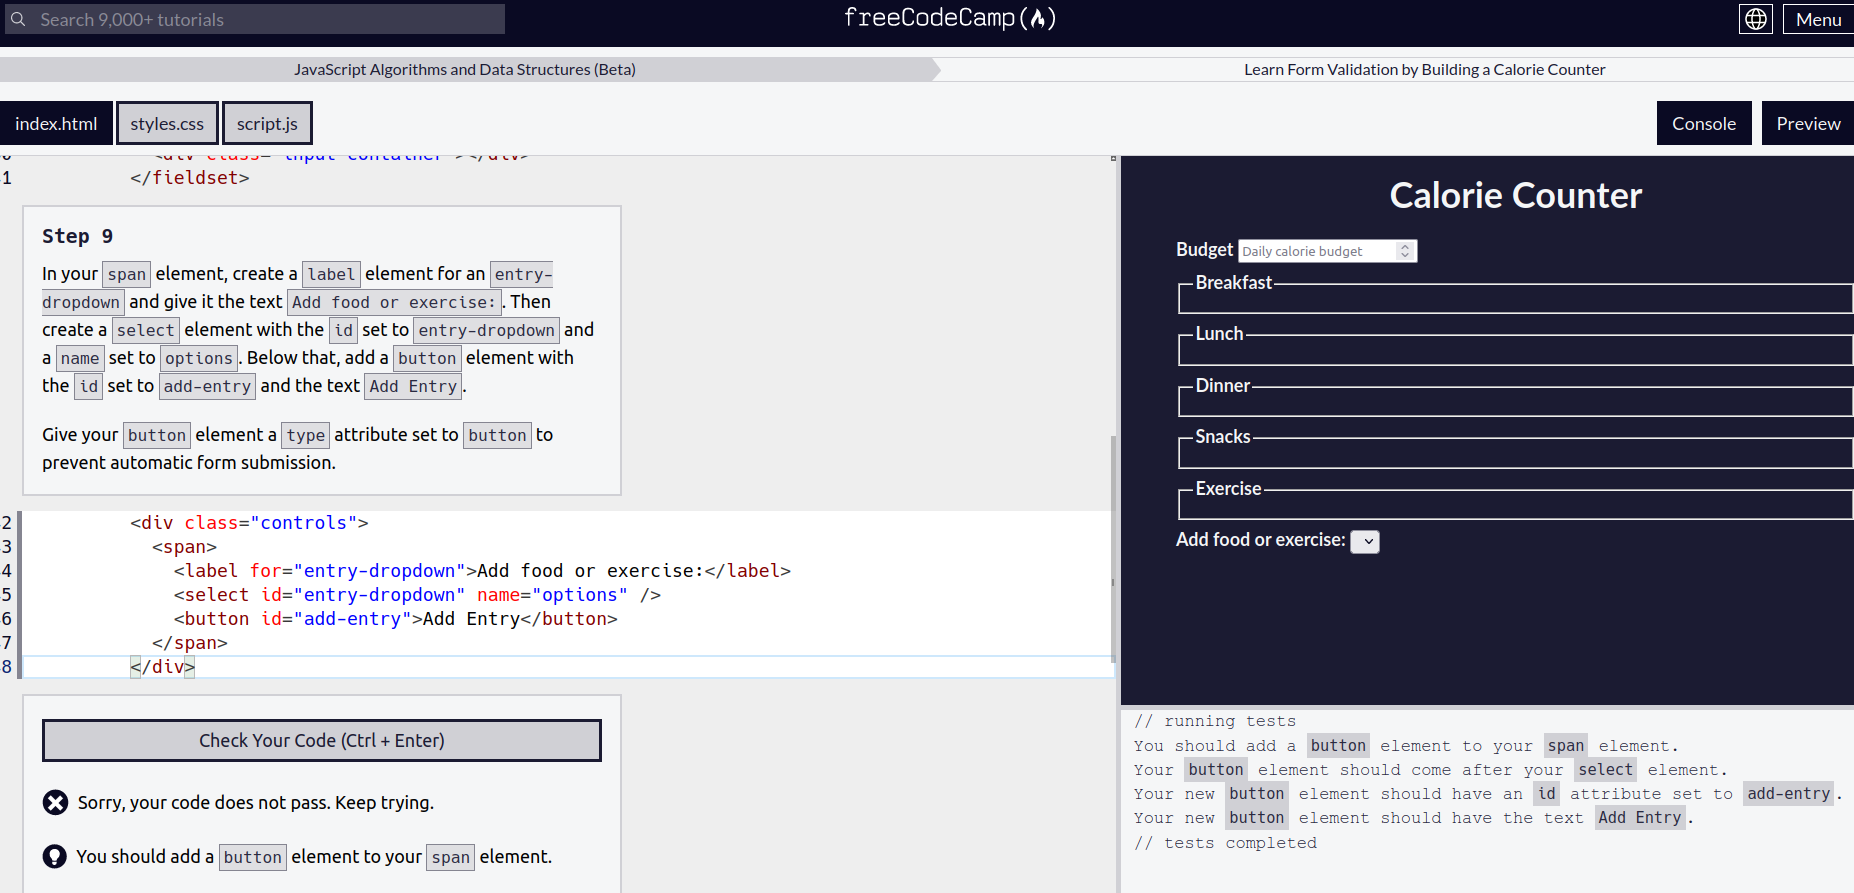 Search 9,000+ tutorials
freeCodeCamp
Menu
JavaScript Algorithms and Data Structures (Beta)
Learn Form Validation by Building a Calorie Counter
index.html
styles.css
script.js
Console
Preview
<div class="input-container"></div>
1 </fieldset>
Step 9
In your span element, create a label element for an entry-
dropdown and give it the text Add food or exercise:. Then
create a select element with the id set to entry-dropdown and
a name set to options. Below that, add a button element with
the id set to add-entry and the text Add Entry.
Give your button element a type attribute set to button to
prevent automatic form submission.
2 <div class="controls">
3 <span>
4 <label for="entry-dropdown">Add food or exercise:</label>
5 <select id="entry-dropdown" name="options" />
6 <button id="add-entry">Add Entry</button>
7 </span>
8 </div>
Check Your Code (Ctrl + Enter)
Sorry, your code does not pass. Keep trying.
You should add a button element to your span element.
Calorie Counter
Budget Daily calorie budget
Breakfast
Lunch
Dinner
Snacks
Exercise
Add food or exercise:
// running tests
You should add a button element to your span element.
Your button element should come after your select element.
Your new button element should have an id attribute set to add-entry.
Your new button element should have the text Add Entry.
// tests completed